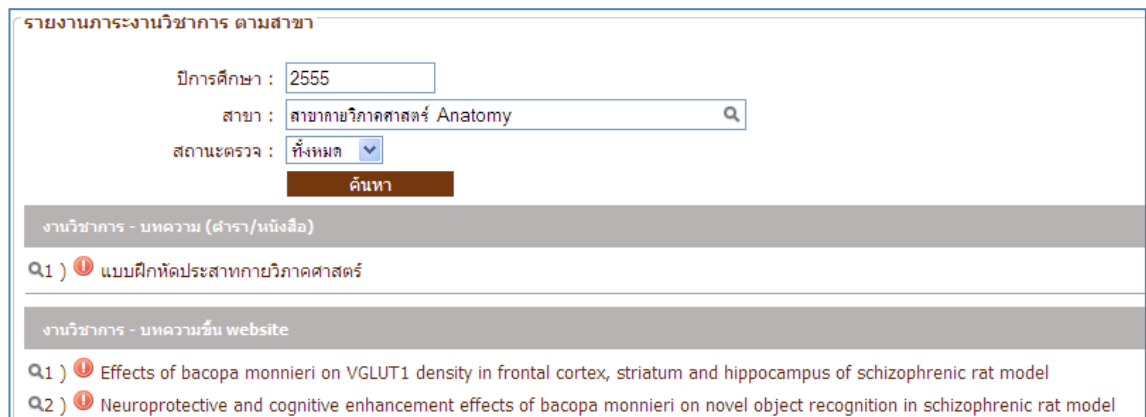 รายงานภาระงานวิชาการ ตามสาขา
ปีการศึกษา : 2555
สาขา : สาขากายวิภาคศาสตร์ Anatomy
สถานะตรวจ : ทั้งหมด
ค้นหา
งานวิชาการ - บทความ (ตำรา/หนังสือ)
1 ) แบบฝึกหัดประสาทกายวิภาคศาสตร์
งานวิชาการ - บทความขึ้น website
1 ) Effects of bacopa monnieri on VGLUT1 density in frontal cortex, striatum and hippocampus of schizophrenic rat model
2 ) Neuroprotective and cognitive enhancement effects of bacopa monnieri on novel object recognition in schizophrenic rat model